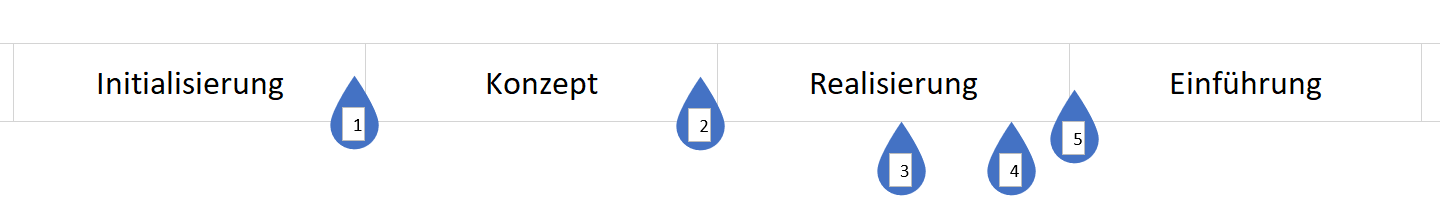 Initialisierung Konzept Realisierung Einführung
1 2 3 4 5